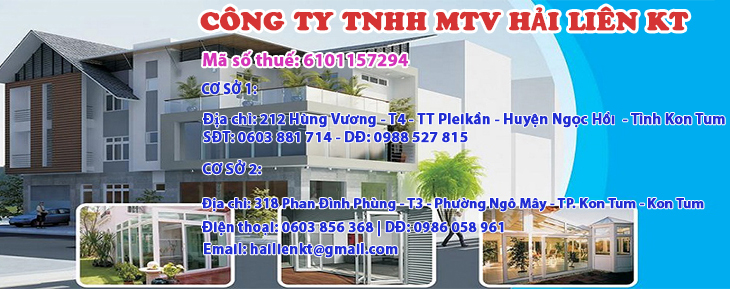 CÔNG TY TNHH MTV HẢI LIÊN KT
Mã số thuế: 6101157294
CƠ SỞ 1:
Địa chỉ: 212 Hùng Vương - T4 - TT Pleikần - Huyện Ngọc Hồi - Tỉnh Kon Tum
SĐT: 0603 881 714 - DĐ: 0988 527 815
CƠ SỞ 2:
Địa chỉ: 318 Phan Đình Phùng - T3 - Phường Ngô Mây - TP. Kon Tum - Kon Tum
Điện thoại: 0603 856 368 | DĐ: 0986 058 961
Email: hailienkt@gmail.com